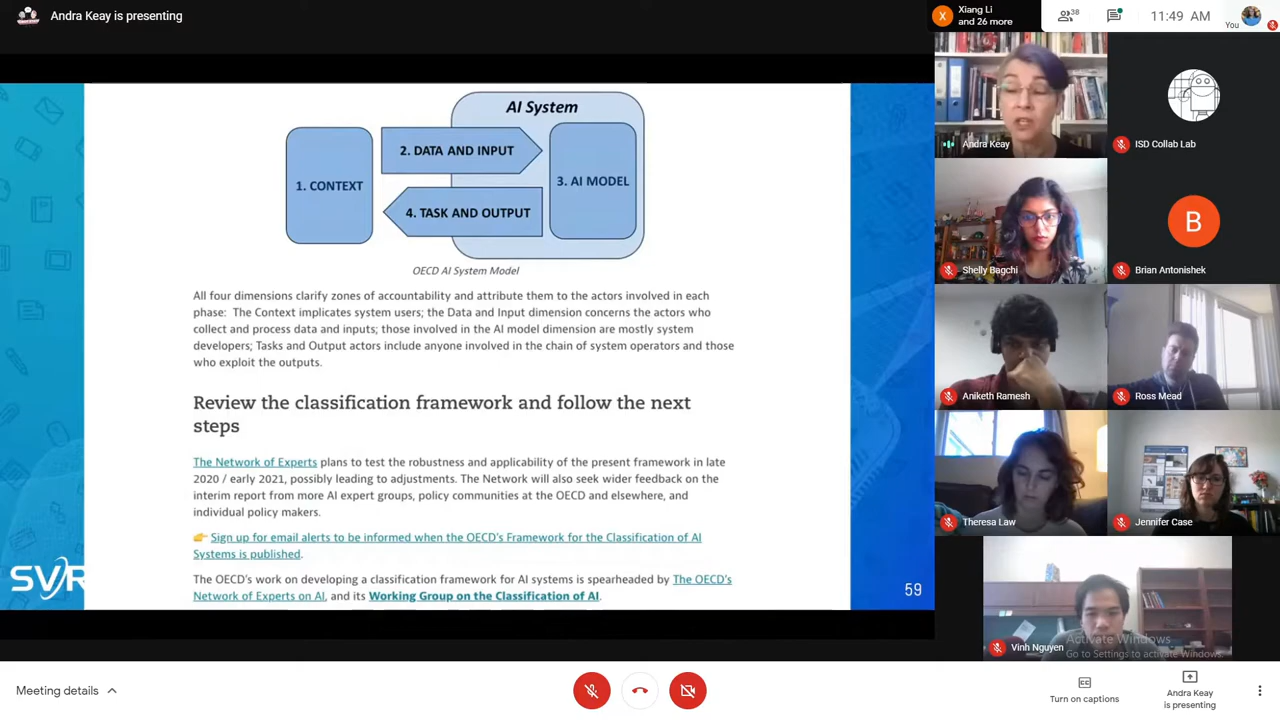 Andra Keay is presenting
Xiang Li
and 26 more
38
11:49 AM
You
AI System
1. CONTEXT
2. DATA AND INPUT
3. AI MODEL
4. TASK AND OUTPUT
OECD AI System Model
All four dimensions clarify zones of accountability and attribute them to the actors involved in each
phase: The Context implicates system users; the Data and Input dimension concerns the actors who
collect and process data and inputs; those involved in the AI model dimension are mostly system
developers; Tasks and Output actors include anyone involved in the chain of system operators and those
who exploit the outputs.
Review the classification framework and follow the next
steps
The Network of Experts plans to test the robustness and applicability of the present framework in late
2020 / early 2021, possibly leading to adjustments. The Network will also seek wider feedback on the
interim report from more AI expert groups, policy communities at the OECD and elsewhere, and
individual policy makers.
Sign up for email alerts to be informed when the OECD's Framework for the Classification of AI
Systems is published.
The OECD's work on developing a classification framework for AI systems is spearheaded by The OECD's
Network of Experts on AI, and its Working Group on the Classification of AI.
SVR
59
Andra Keay
ISD Collab Lab
Shelly Bagchi
B
Brian Antonishek
Aniketh Ramesh
Ross Mead
Theresa Law
Jennifer Case
Vinh Nguyen
Activate Windows
Go to Settings to activate Windows.
Meeting details
Turn on captions
Andra Keay
is presenting